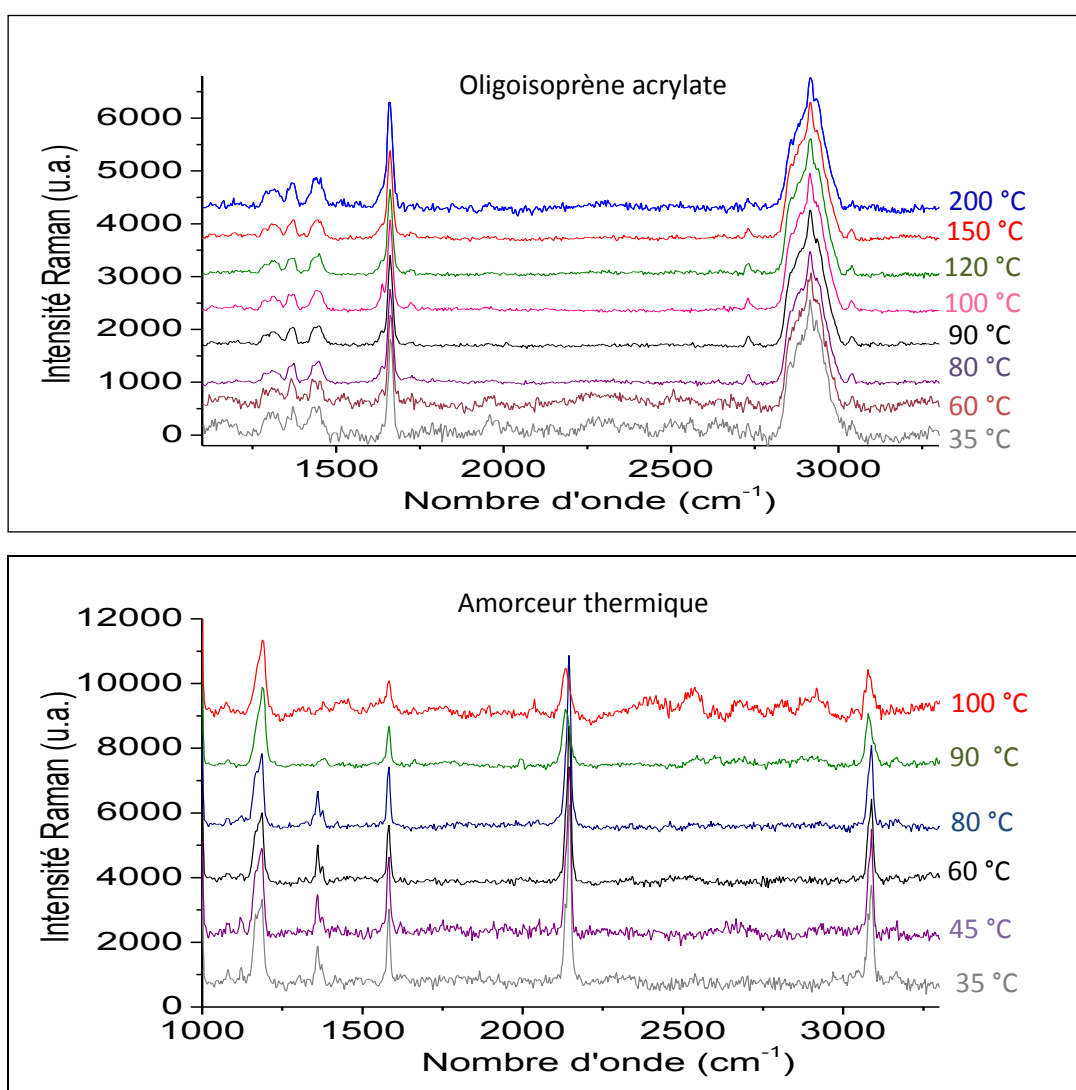 Oligoisoprène acrylate
Intensité Raman (u.a.)
6000
5000
4000
3000
2000
1000
0
200 °C
150 °C
120 °C
100 °C
90 °C
80 °C
60 °C
35 °C
1500 2000 2500 3000
Nombre d'onde (cm-1)
Amorceur thermique
Intensité Raman (u.a.)
12000
10000
8000
6000
4000
2000
0
100 °C
90 °C
80 °C
60 °C
45 °C
35 °C
1000 1500 2000 2500 3000
Nombre d'onde (cm-1)